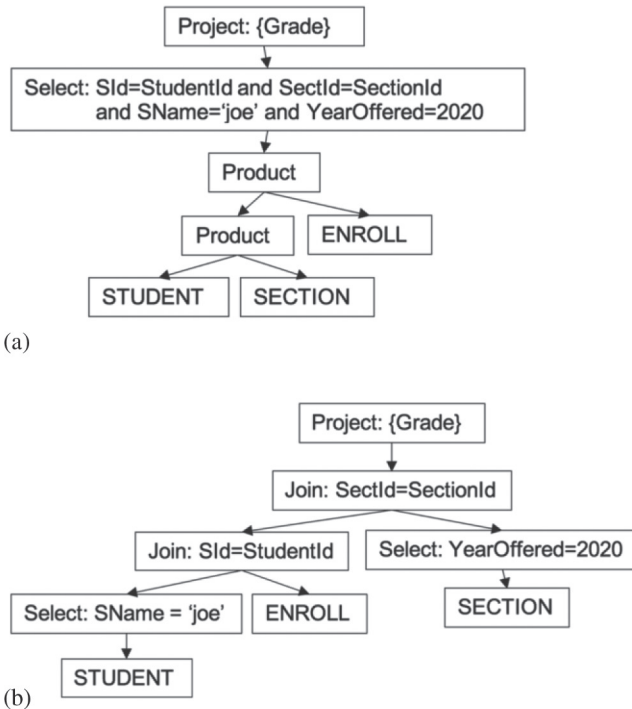 Project: {Grade}
Select: SId=StudentId and SectId=SectionId
and SName=‘joe’ and YearOffered=2020
Product
Product
ENROLL
STUDENT
SECTION
(a)
Project: {Grade}
Join: SectId=SectionId
Join: SId=StudentId
Select: YearOffered=2020
Select: SName = ‘joe’
ENROLL
SECTION
STUDENT
(b)